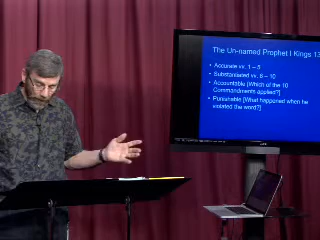 The Un-named Prophet I Kings 13
• Accurate vv. 1 – 5
• Substantiated vv. 6 – 10
• Accountable [Which of the 10
Commandments applied?]
• Punishable [What happened when he
violated the word?]